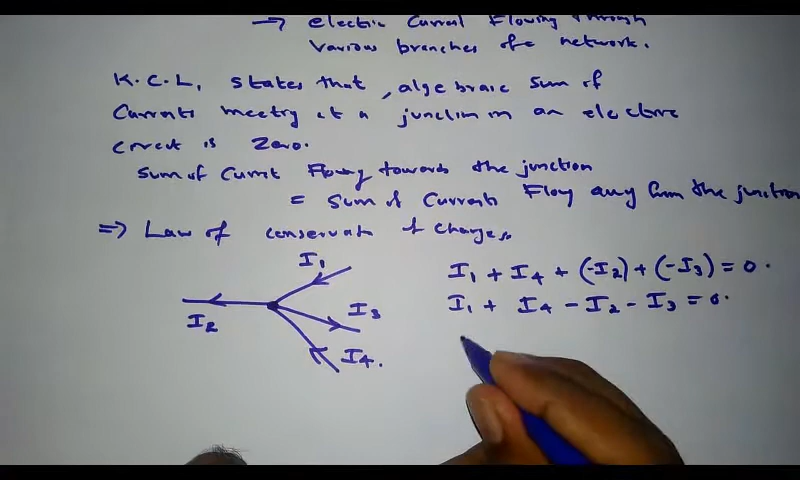 → electric Current Flowing through
various branches of a network.
K.C.L, states that, algebraic sum of
Currents meeting at a junction in an electric
circuit is Zero.
Sum of Current Flowing towards the junction
= Sum of Currents Flowing away from the junction
⇒ Law of conservation of charges.
I₁
I₂
I₃
I₄.
I₁ + I₄ + (-I₂) + (-I₃) = 0.
I₁ + I₄ - I₂ - I₃ = 0.